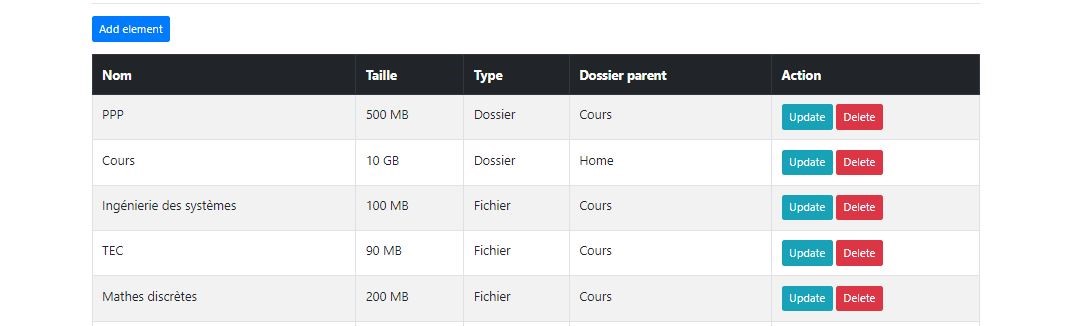 Add element
Nom Taille Type Dossier parent Action
PPP 500 MB Dossier Cours Update Delete
Cours 10 GB Dossier Home Update Delete
Ingénierie des systèmes 100 MB Fichier Cours Update Delete
TEC 90 MB Fichier Cours Update Delete
Mathes discrètes 200 MB Fichier Cours Update Delete